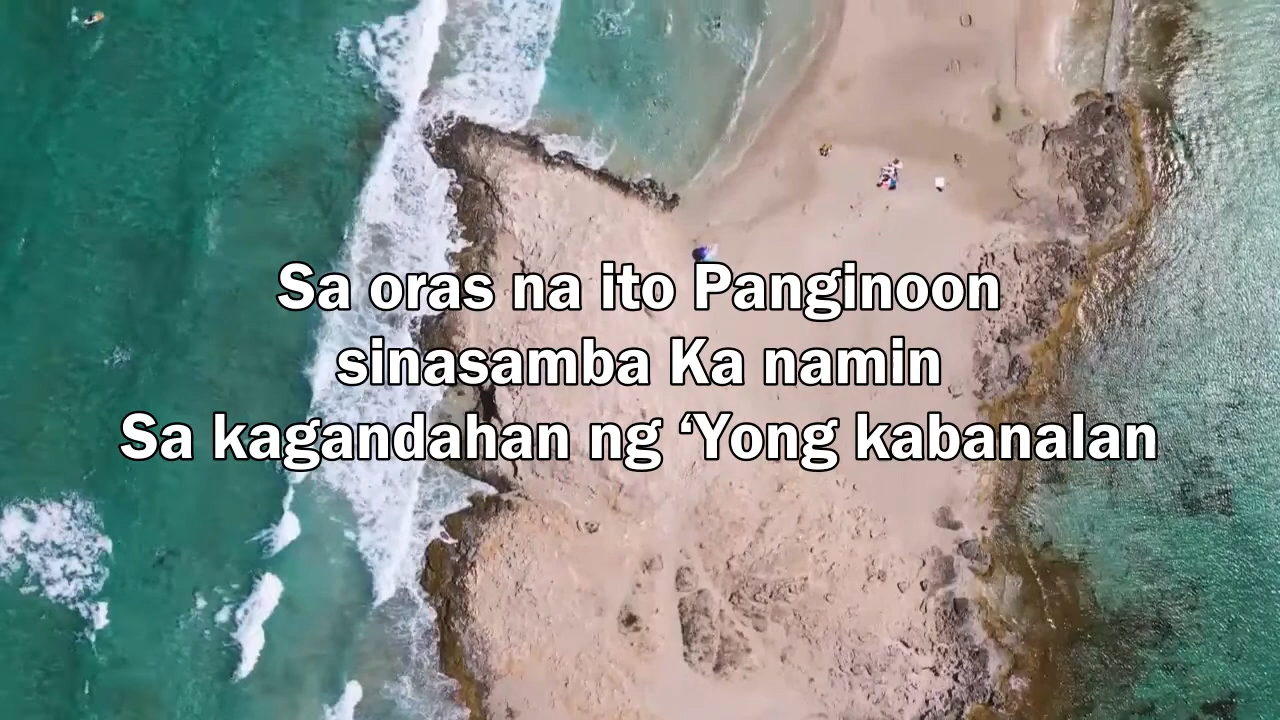 Sa oras na ito Panginoon
sinasamba Ka namin
Sa kagandahan ng ‘Yong kabanalan